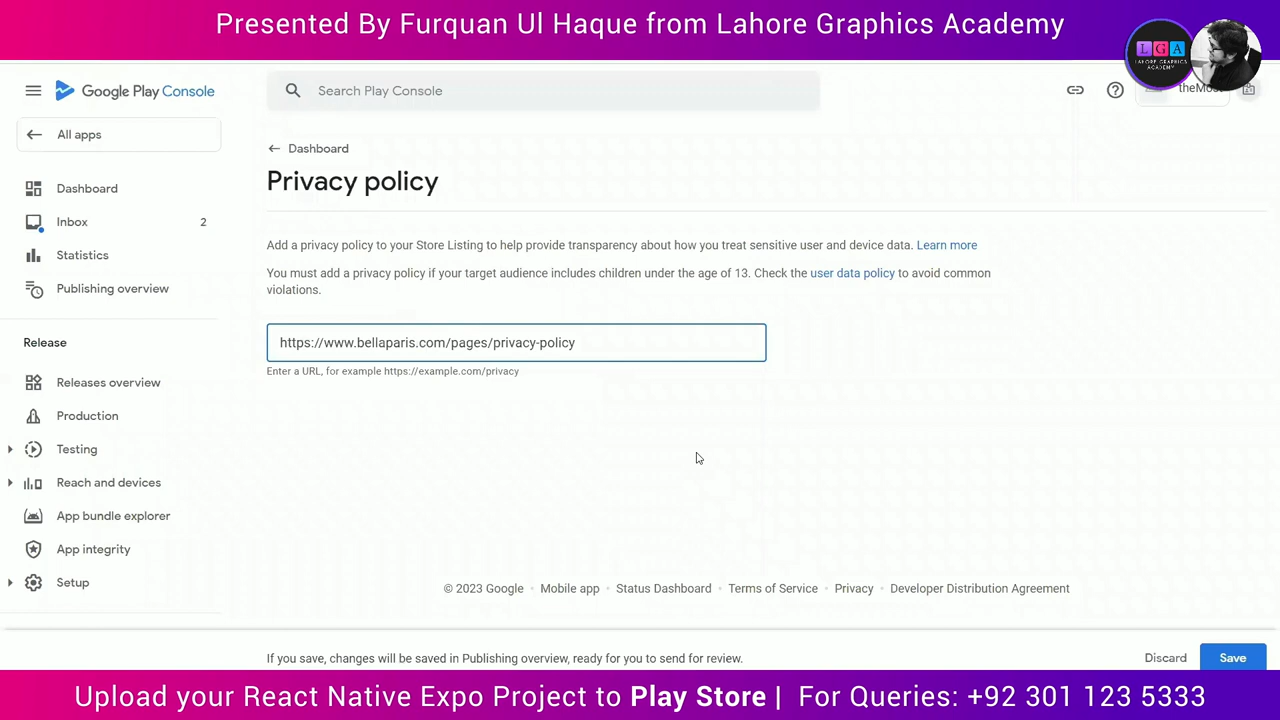 Presented By Furquan Ul Haque from Lahore Graphics Academy
LGA
LAHORE GRAPHICS
ACADEMY
Google Play Console
Search Play Console
All apps
Dashboard
Inbox 2
Statistics
Publishing overview
Release
Releases overview
Production
Testing
Reach and devices
App bundle explorer
App integrity
Setup
Dashboard
Privacy policy
Add a privacy policy to your Store Listing to help provide transparency about how you treat sensitive user and device data. Learn more
You must add a privacy policy if your target audience includes children under the age of 13. Check the user data policy to avoid common
violations.
https://www.bellaparis.com/pages/privacy-policy
Enter a URL, for example https://example.com/privacy
© 2023 Google · Mobile app · Status Dashboard · Terms of Service · Privacy · Developer Distribution Agreement
If you save, changes will be saved in Publishing overview, ready for you to send for review.
Discard
Save
Upload your React Native Expo Project to Play Store | For Queries: +92 301 123 5333